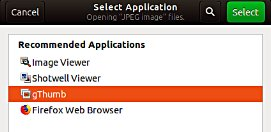 Cancel
Select Application
Opening "JPEG image" files.
Select
Recommended Applications
Image Viewer
Shotwell Viewer
gThumb
Firefox Web Browser